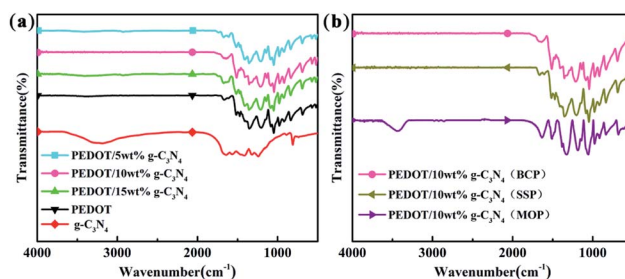 (a)
Transmittance(%)
PEDOT/5wt% g-C₃N₄
PEDOT/10wt% g-C₃N₄
PEDOT/15wt% g-C₃N₄
PEDOT
g-C₃N₄
4000 3000 2000 1000
Wavenumber(cm⁻¹)
(b)
Transmittance(%)
PEDOT/10wt% g-C₃N₄（BCP）
PEDOT/10wt% g-C₃N₄（SSP）
PEDOT/10wt% g-C₃N₄（MOP）
4000 3000 2000 1000
Wavenumber(cm⁻¹)